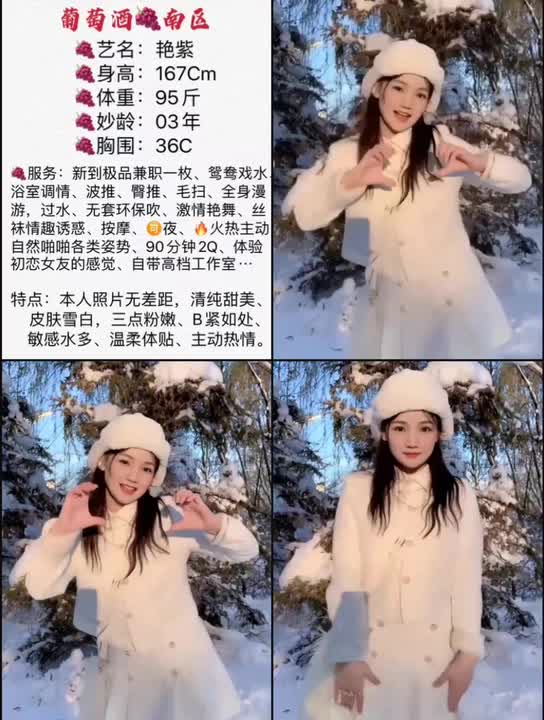 葡萄酒🍇南区
🍇艺名：艳紫
🍇身高：167Cm
🍇体重：95斤
🍇妙龄：03年
🍇胸围：36C
🍇服务：新到极品兼职一枚、鸳鸯戏水、
浴室调情、波推、臀推、毛扫、全身漫
游，过水、无套环保吹、激情艳舞、丝
袜情趣诱惑、按摩、🉑夜、🔥火热主动
自然啪啪各类姿势、90分钟2Q、体验
初恋女友的感觉、自带高档工作室…
特点：本人照片无差距，清纯甜美、
皮肤雪白，三点粉嫩、B紧如处、
敏感水多、温柔体贴、主动热情。